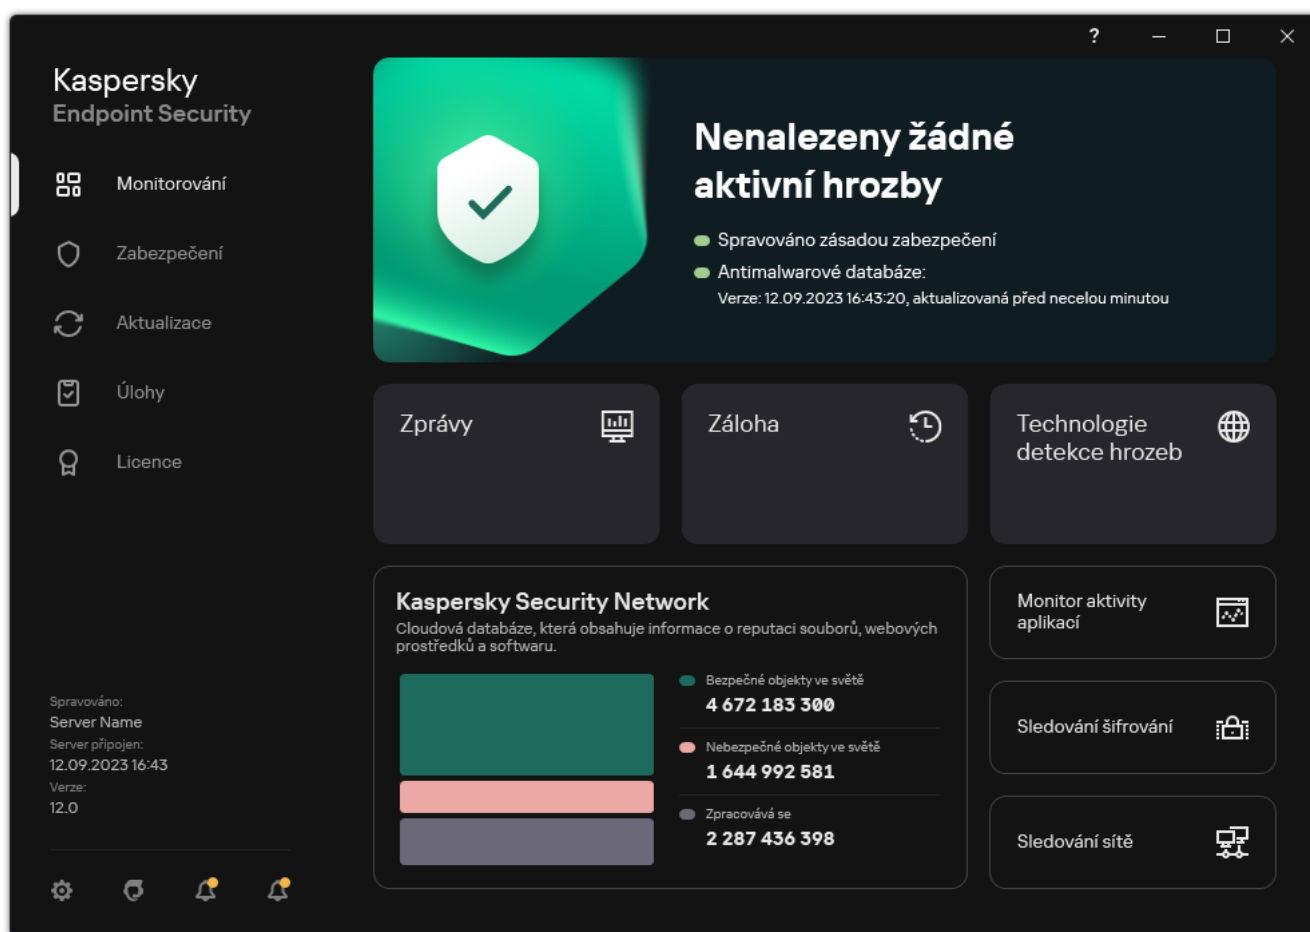 ?
Kaspersky
Endpoint Security
Monitorování
Zabezpečení
Aktualizace
Úlohy
Licence
Spravováno:
Server Name
Server připojen:
12.09.2023 16:43
Verze:
12.0
Nenalezeny žádné
aktivní hrozby
Spravováno zásadou zabezpečení
Antimalwarové databáze:
Verze: 12.09.2023 16:43:20, aktualizovaná před necelou minutou
Zprávy
Záloha
Technologie
detekce hrozeb
Kaspersky Security Network
Cloudová databáze, která obsahuje informace o reputaci souborů, webových
prostředků a softwaru.
Bezpečné objekty ve světě
4 672 183 300
Nebezpečné objekty ve světě
1 644 992 581
Zpracovává se
2 287 436 398
Monitor aktivity
aplikací
Sledování šifrování
Sledování sítě